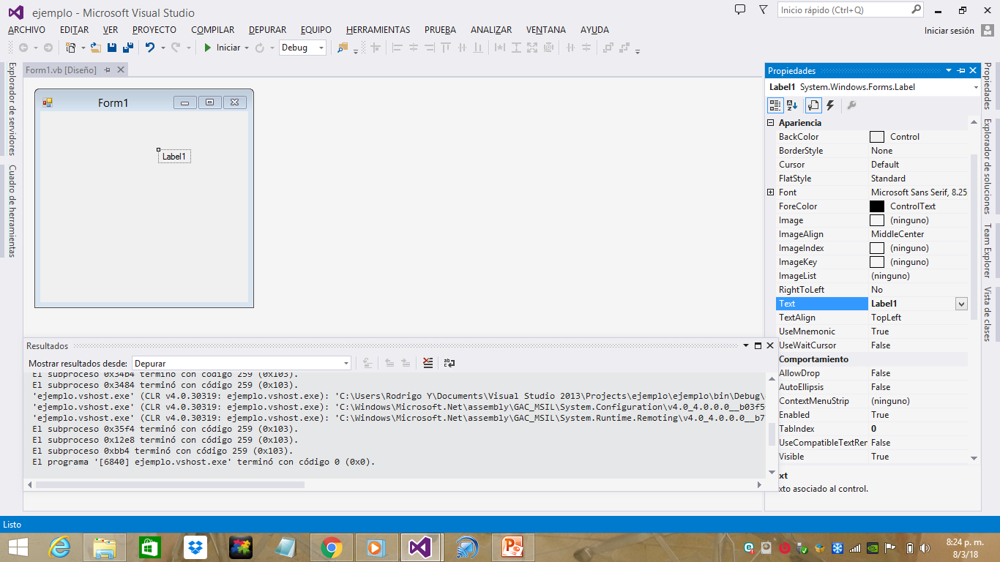 ejemplo - Microsoft Visual Studio
Inicio rápido (Ctrl+Q)
ARCHIVO EDITAR VER PROYECTO COMPILAR DEPURAR EQUIPO HERRAMIENTAS PRUEBA ANALIZAR VENTANA AYUDA
Iniciar sesión
Iniciar
Debug
Explorador de servidores
Cuadro de herramientas
Form1.vb [Diseño]
Form1
Label1
Propiedades
Label1 System.Windows.Forms.Label
Apariencia
BackColor Control
BorderStyle None
Cursor Default
FlatStyle Standard
Font Microsoft Sans Serif, 8.25
ForeColor ControlText
Image (ninguno)
ImageAlign MiddleCenter
ImageIndex (ninguno)
ImageKey (ninguno)
ImageList (ninguno)
RightToLeft No
Text Label1
TextAlign TopLeft
UseMnemonic True
UseWaitCursor False
Comportamiento
AllowDrop False
AutoEllipsis False
ContextMenuStrip (ninguno)
Enabled True
TabIndex 0
UseCompatibleTextRer False
Visible True
xt
xto asociado al control.
Propiedades
Explorador de soluciones
Team Explorer
Vista de clases
Resultados
Mostrar resultados desde: Depurar
El subproceso 0x34b4 terminó con código 259 (0x103).
El subproceso 0x3484 terminó con código 259 (0x103).
'ejemplo.vshost.exe' (CLR v4.0.30319: ejemplo.vshost.exe): 'C:\Users\Rodrigo Y\Documents\Visual Studio 2013\Projects\ejemplo\ejemplo\bin\Debug\
'ejemplo.vshost.exe' (CLR v4.0.30319: ejemplo.vshost.exe): 'C:\Windows\Microsoft.Net\assembly\GAC_MSIL\System.Configuration\v4.0_4.0.0.0__b03f5
'ejemplo.vshost.exe' (CLR v4.0.30319: ejemplo.vshost.exe): 'C:\Windows\Microsoft.Net\assembly\GAC_MSIL\System.Runtime.Remoting\v4.0_4.0.0.0__b7
El subproceso 0x35f4 terminó con código 259 (0x103).
El subproceso 0x12e8 terminó con código 259 (0x103).
El subproceso 0xbb4 terminó con código 259 (0x103).
El programa '[6840] ejemplo.vshost.exe' terminó con código 0 (0x0).
Listo
8:24 p. m.
8/3/18